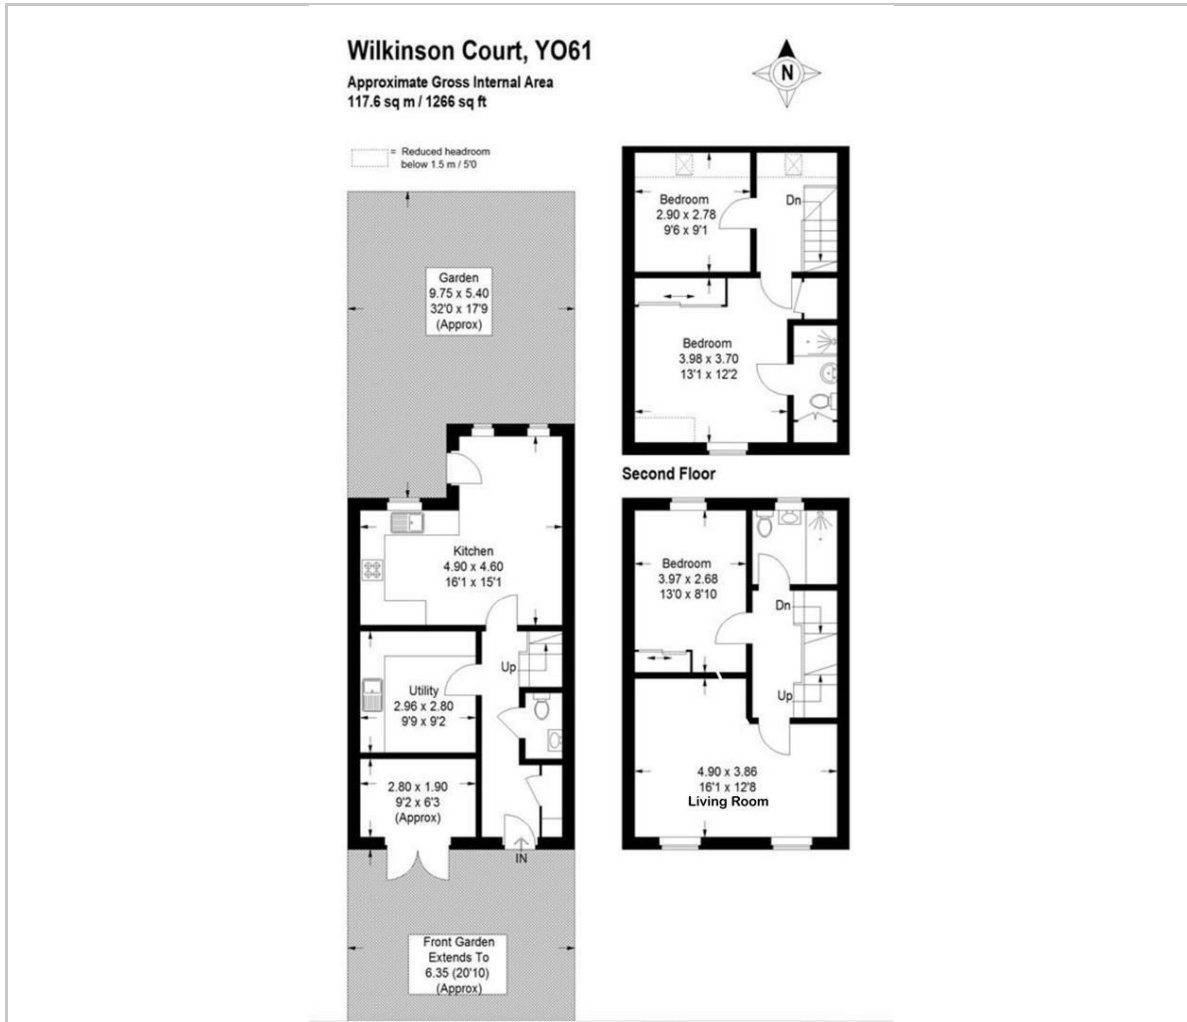 Wilkinson Court, YO61
Approximate Gross Internal Area
117.6 sq m / 1266 sq ft
N
= Reduced headroom
below 1.5 m / 5'0
Garden
9.75 x 5.40
32'0 x 17'9
(Approx)
Kitchen
4.90 x 4.60
16'1 x 15'1
Up
Utility
2.96 x 2.80
9'9 x 9'2
2.80 x 1.90
9'2 x 6'3
(Approx)
IN
Front Garden
Extends To
6.35 (20'10)
(Approx)
Bedroom
2.90 x 2.78
9'6 x 9'1
Dn
Bedroom
3.98 x 3.70
13'1 x 12'2
Second Floor
Bedroom
3.97 x 2.68
13'0 x 8'10
Dn
Up
4.90 x 3.86
16'1 x 12'8
Living Room